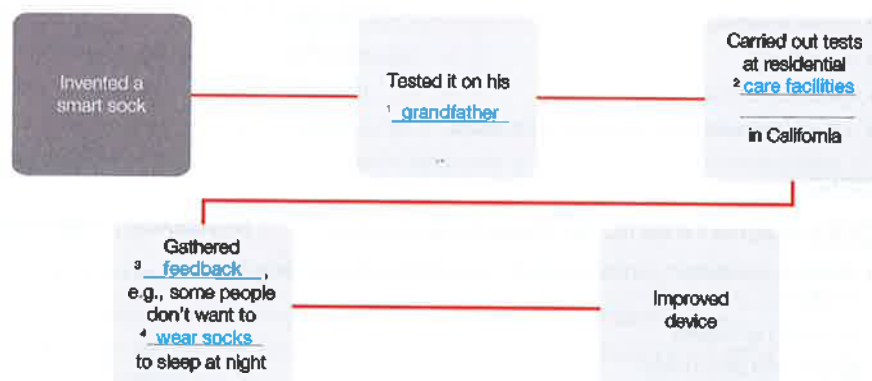 Invented a
smart sock
Tested it on his
¹ grandfather
..
Carried out tests
at residential
² care facilities
in California
Gathered
³ feedback ,
e.g., some people
don't want to
⁴ wear socks
to sleep at night
Improved
device